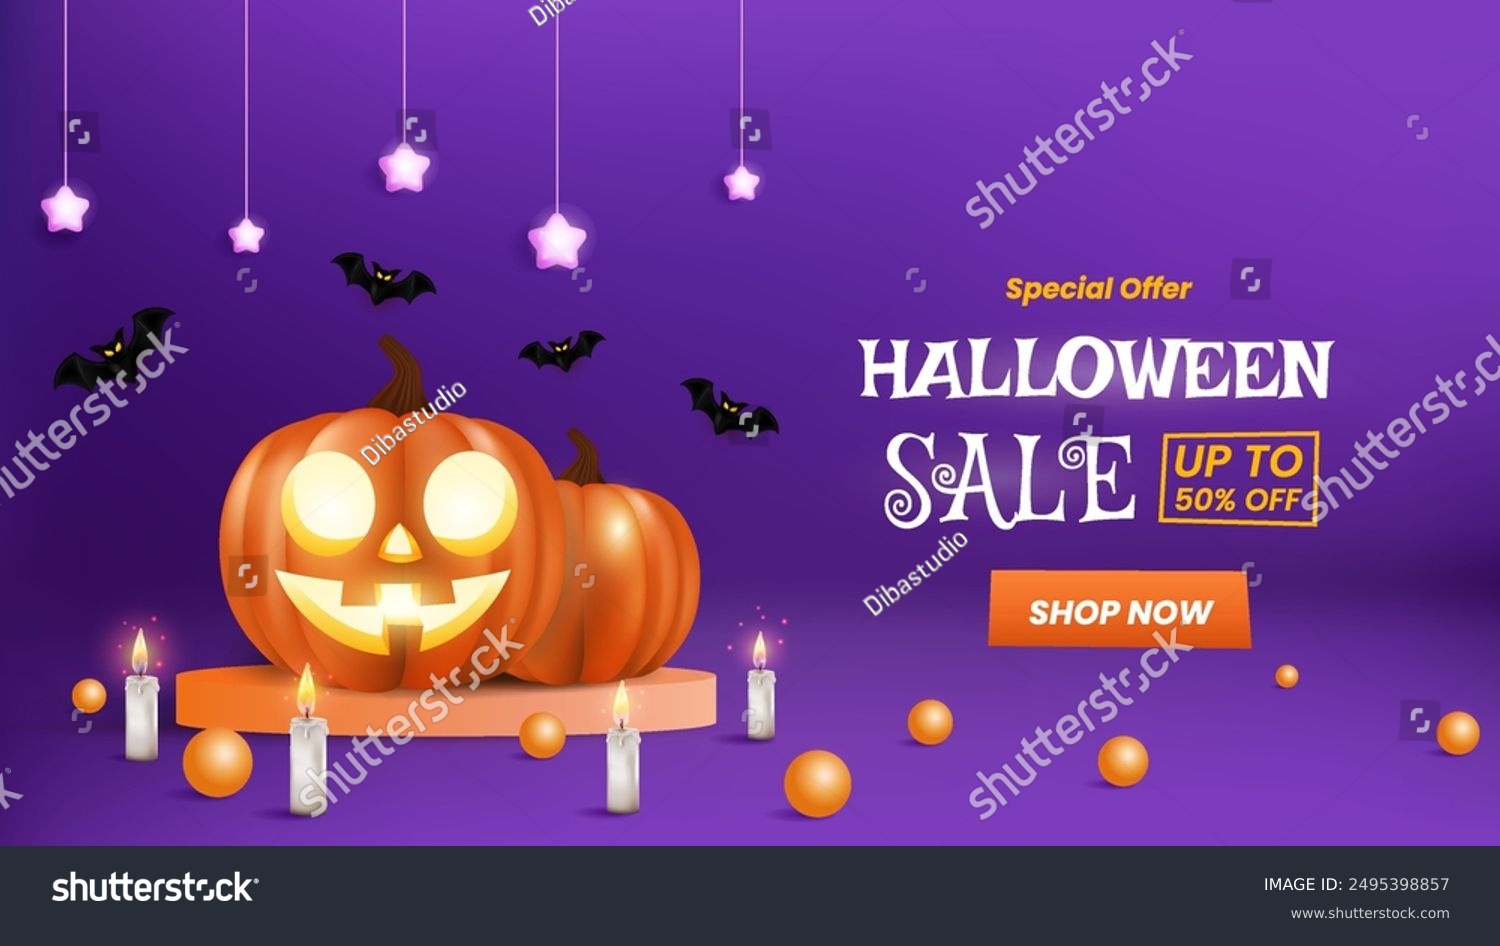 Dibastudio
shutterstock
Special Offer
HALLOWEEN
shutterstock
shutterstock
SALE
UP TO
50% OFF
Dibastudio
Dibastudio
SHOP NOW
shutterstock
shutterstock
shutterstock
IMAGE ID: 2495398857
www.shutterstock.com